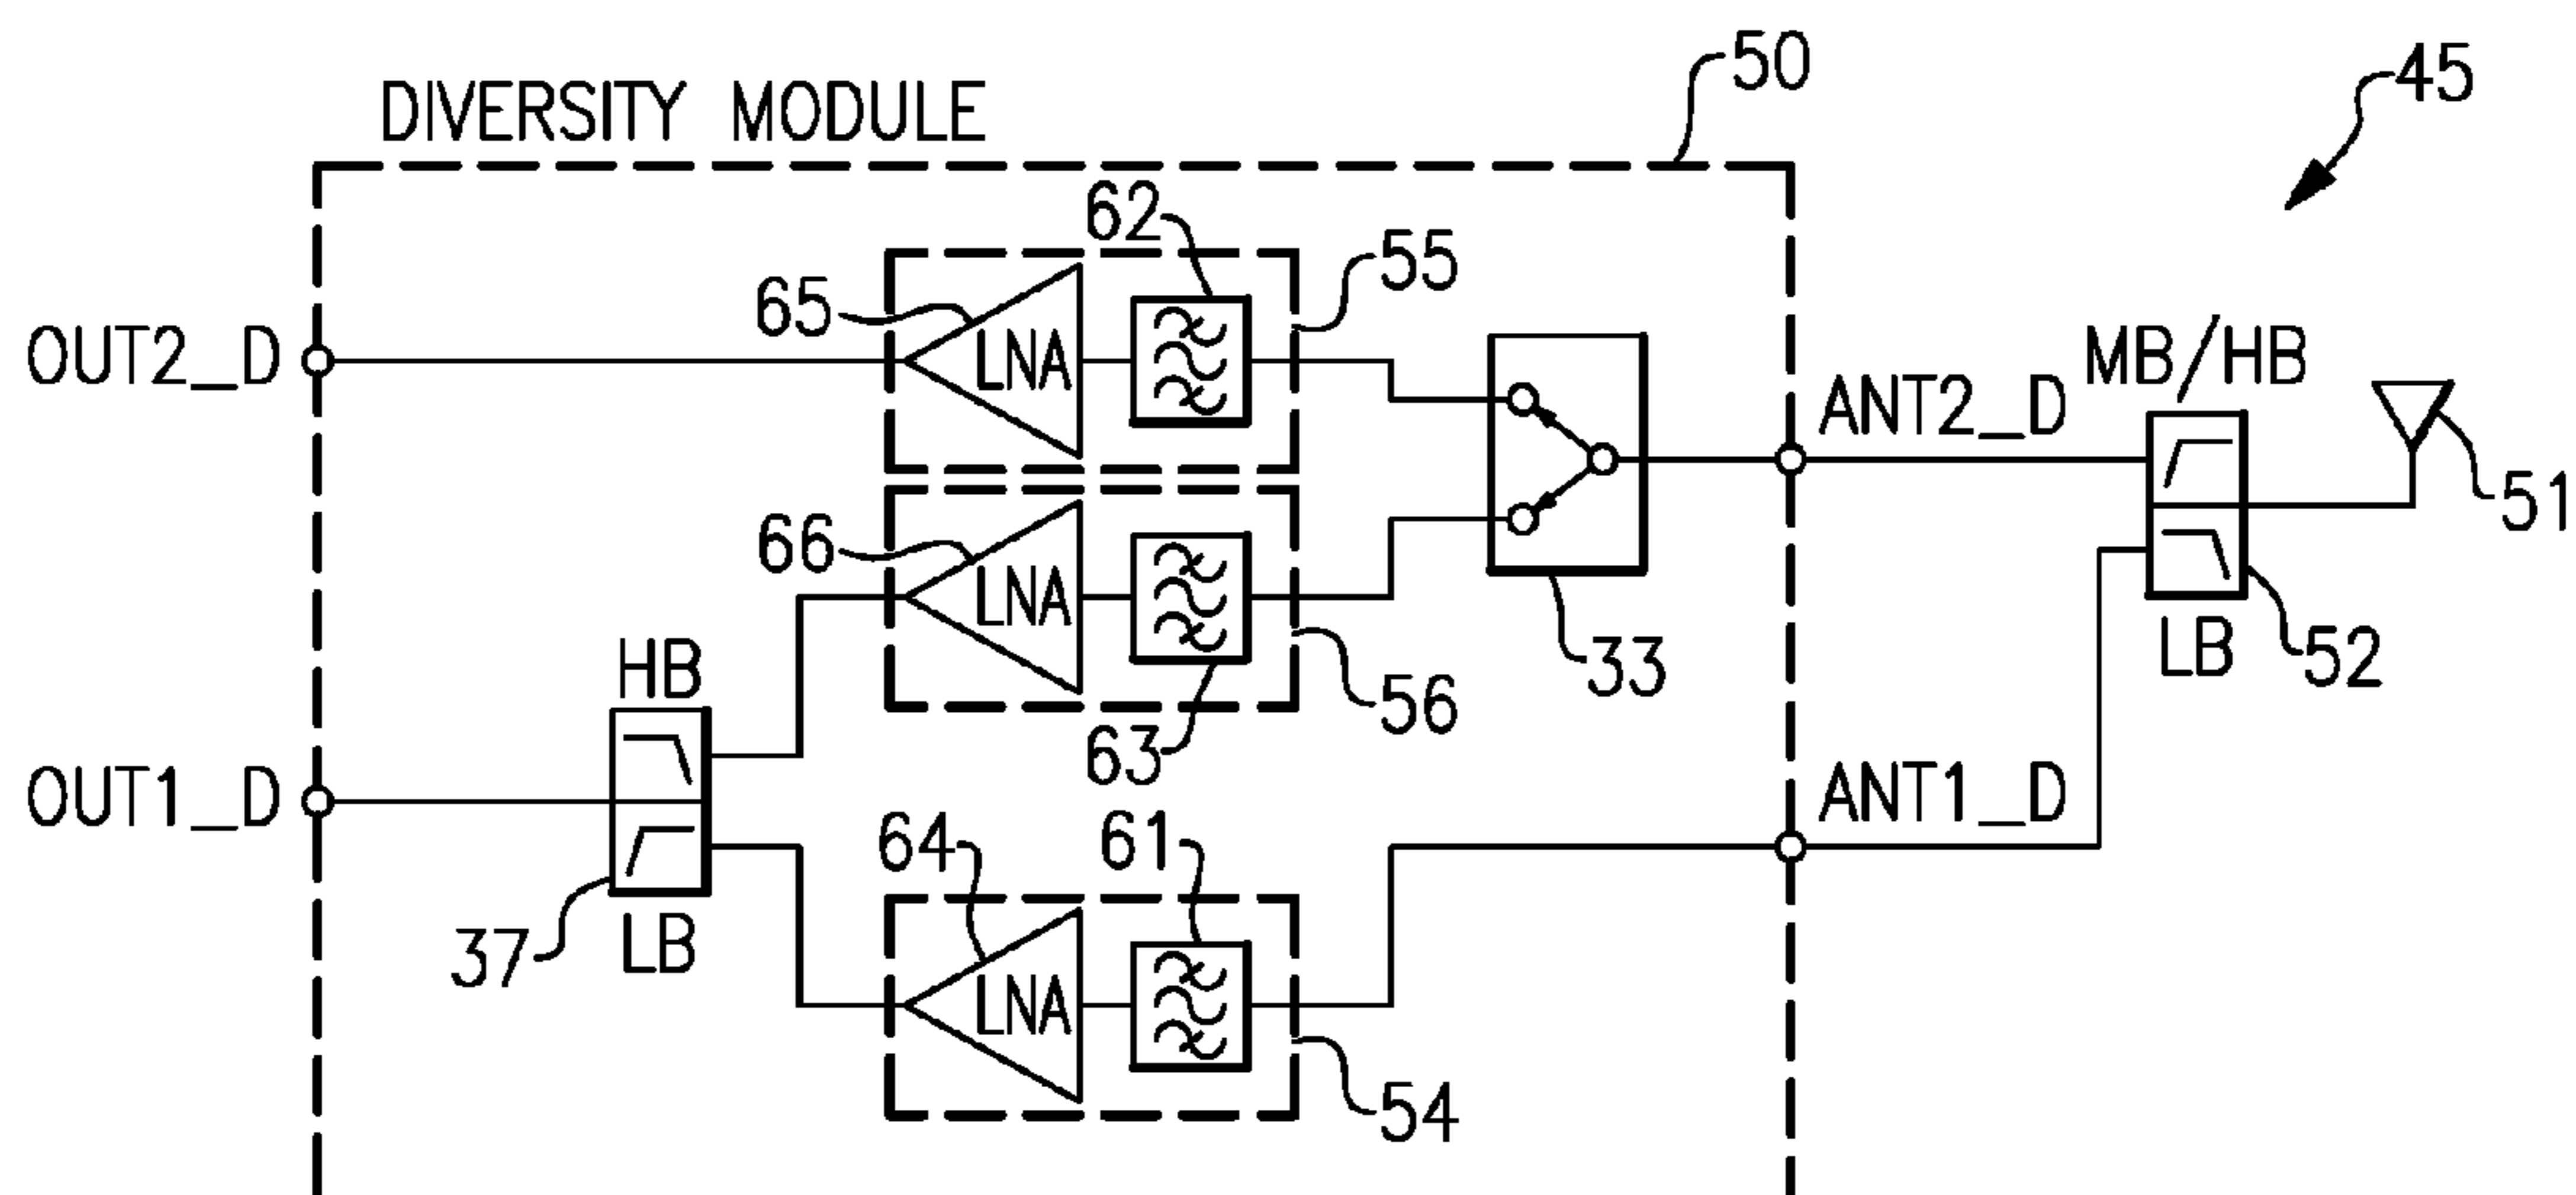 50
45
DIVERSITY MODULE
62
55
65
LNA
OUT2_D
MB/HB
ANT2_D
51
66
LNA
HB
33
LB
52
56
63
OUT1_D
ANT1_D
64
61
37
LB
LNA
54